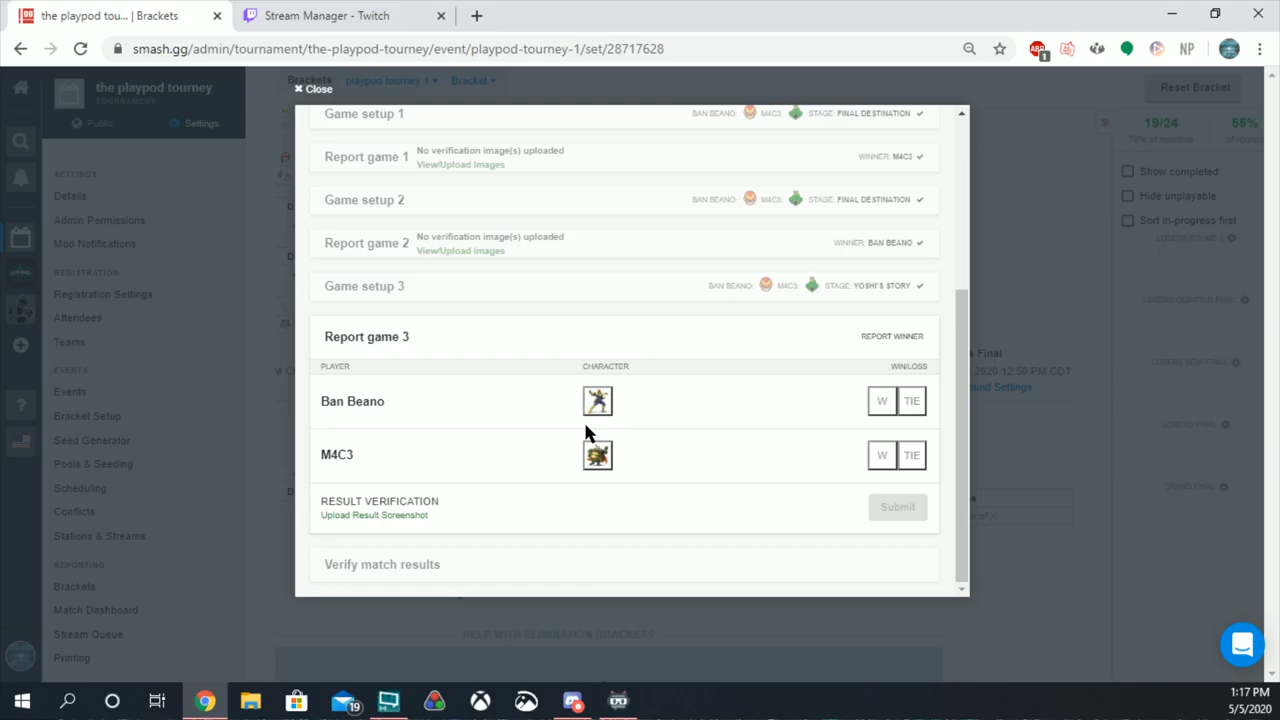 the playpod tou... | Brackets
Stream Manager - Twitch
smash.gg/admin/tournament/the-playpod-tourney/event/playpod-tourney-1/set/28717628
ABP
1
NP
the playpod tourney
TOURNAMENT
Public
Settings
Brackets
playpod tourney 1
Bracket
Reset Bracket
Close
19/24
55%
79% of matches
of rounds
Show completed
Hide unplayable
Sort in-progress first
SETTINGS
Details
Admin Permissions
Mod Notifications
REGISTRATION
Registration Settings
Attendees
Teams
EVENTS
Events
Bracket Setup
Seed Generator
Pools & Seeding
Scheduling
Conflicts
Stations & Streams
REPORTING
Brackets
Match Dashboard
Stream Queue
Printing
Game setup 1
BAN BEANO: M4C3: STAGE: FINAL DESTINATION
Report game 1
No verification image(s) uploaded
View/Upload Images
WINNER: M4C3
Game setup 2
BAN BEANO: M4C3: STAGE: FINAL DESTINATION
Report game 2
No verification image(s) uploaded
View/Upload Images
WINNER: BAN BEANO
Game setup 3
BAN BEANO: M4C3: STAGE: YOSHI'S STORY
Report game 3
REPORT WINNER
PLAYER
CHARACTER
WIN/LOSS
Ban Beano
W
TIE
M4C3
W
TIE
RESULT VERIFICATION
Upload Result Screenshot
Submit
Verify match results
LOSERS ROUND 3
LOSERS QUARTER-FINAL
LOSERS SEMI-FINAL
LOSERS FINAL
GRAND FINAL
s Final
2020 12:50 PM CDT
ound Settings
HELP WITH ELIMINATION BRACKETS
19
1:17 PM
5/5/2020